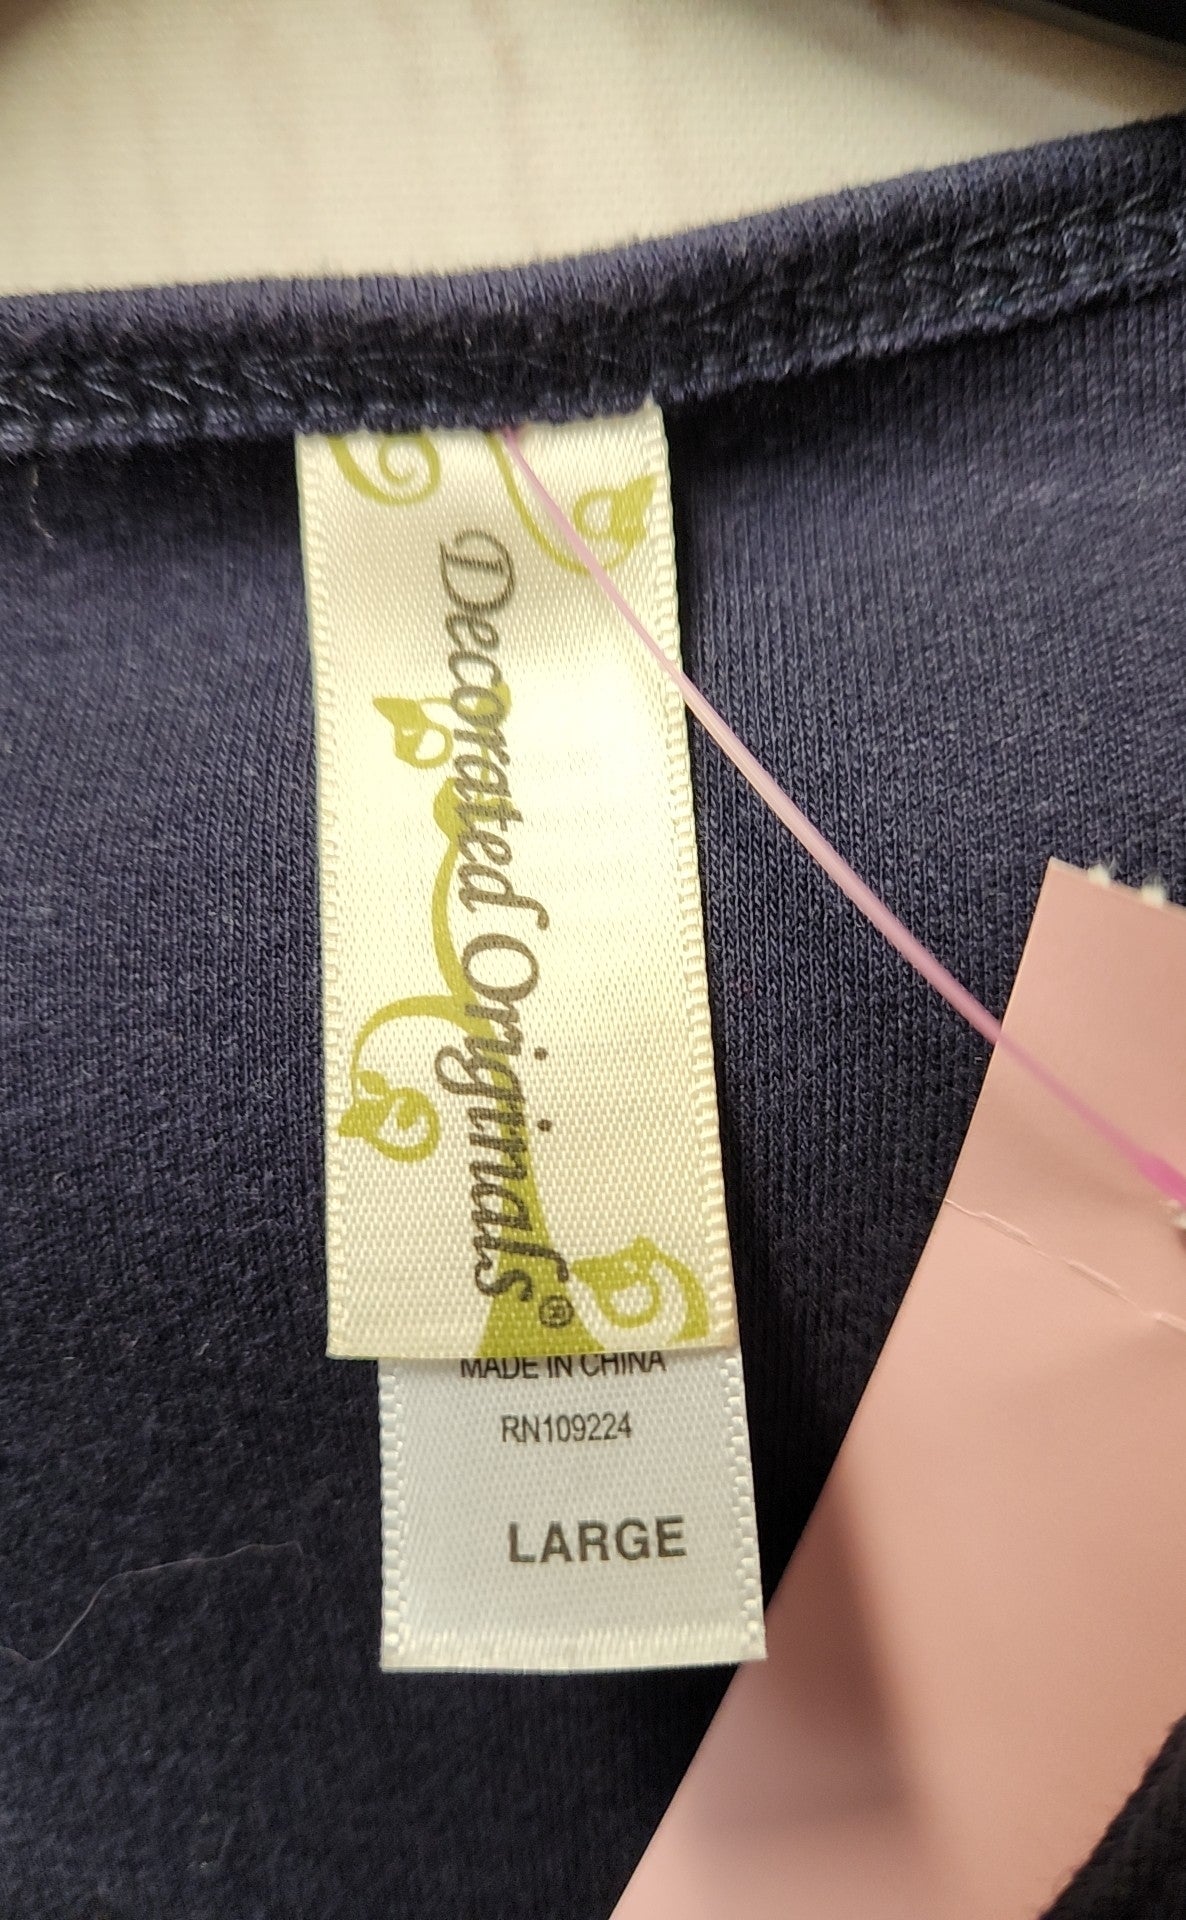 Decorated Originals®
MADE IN CHINA
RN109224
LARGE